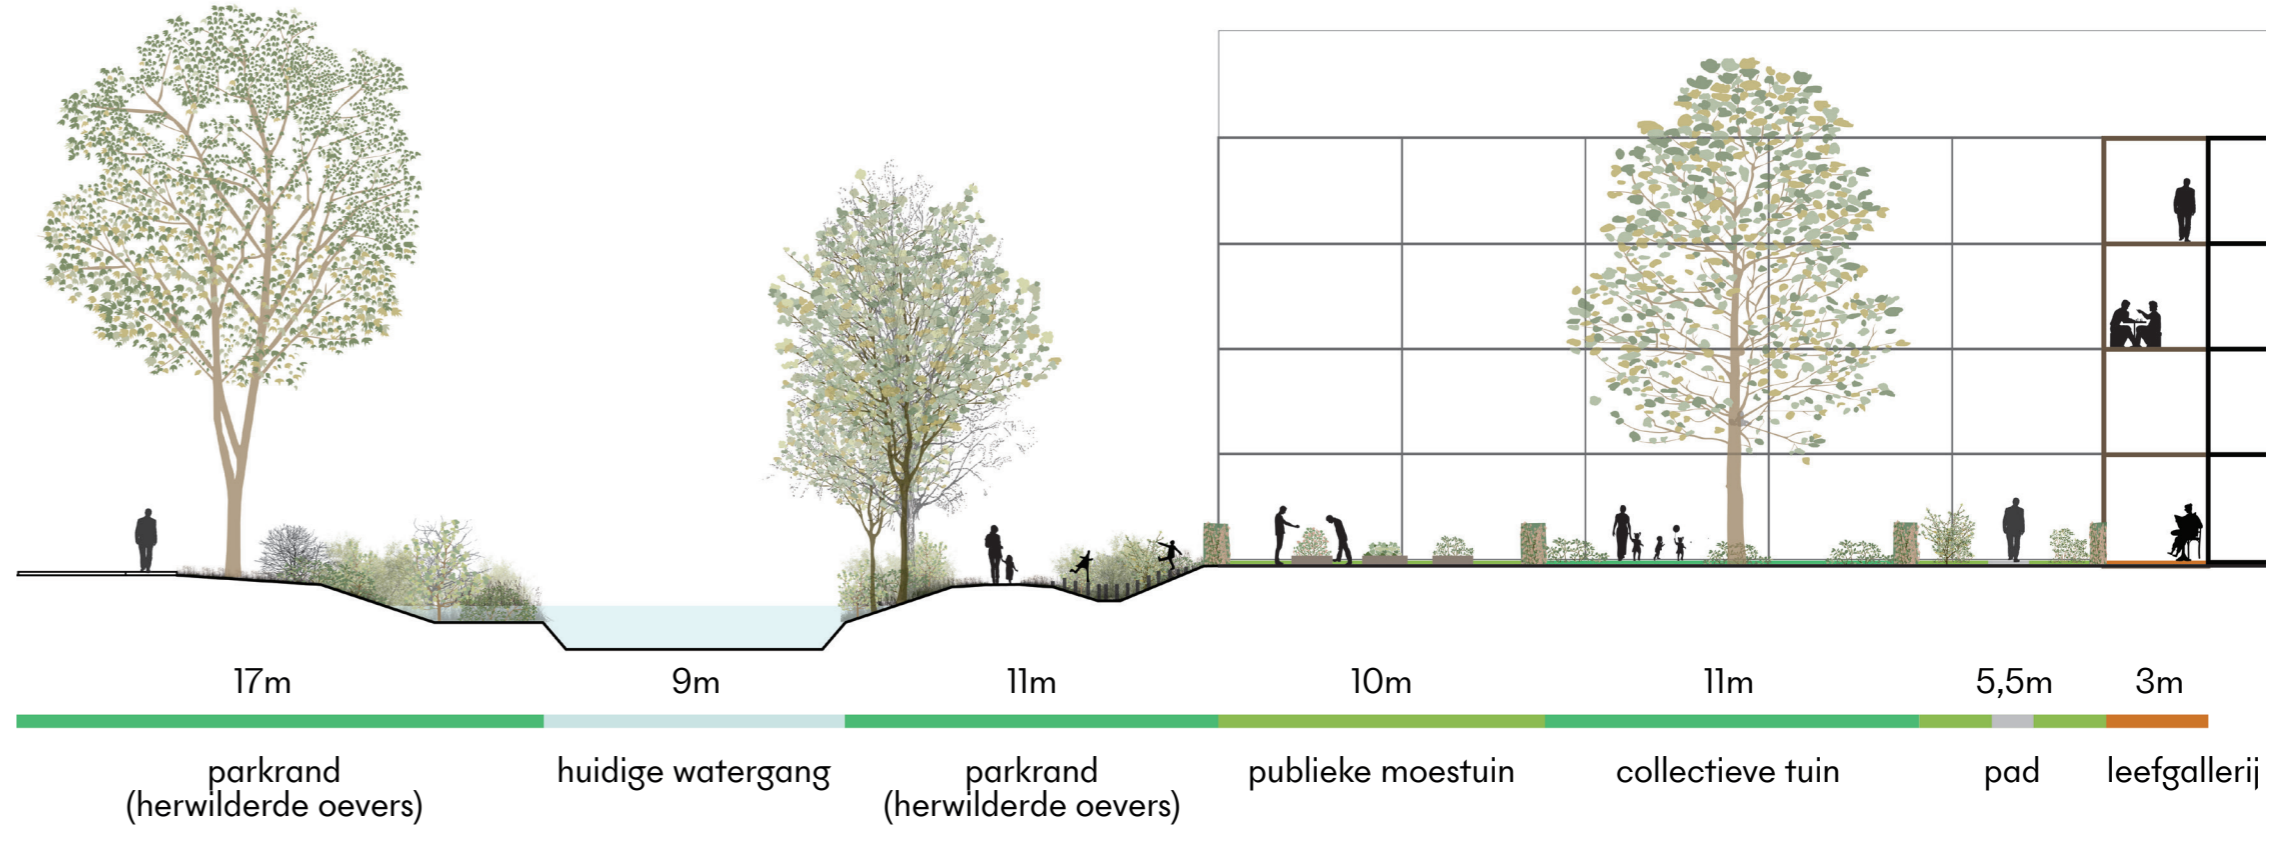 17m
9m
11m
10m
11m
5,5m
3m
parkrand
(herwilderde oevers)
huidige watergang
parkrand
(herwilderde oevers)
publieke moestuin
collectieve tuin
pad
leefgallerij